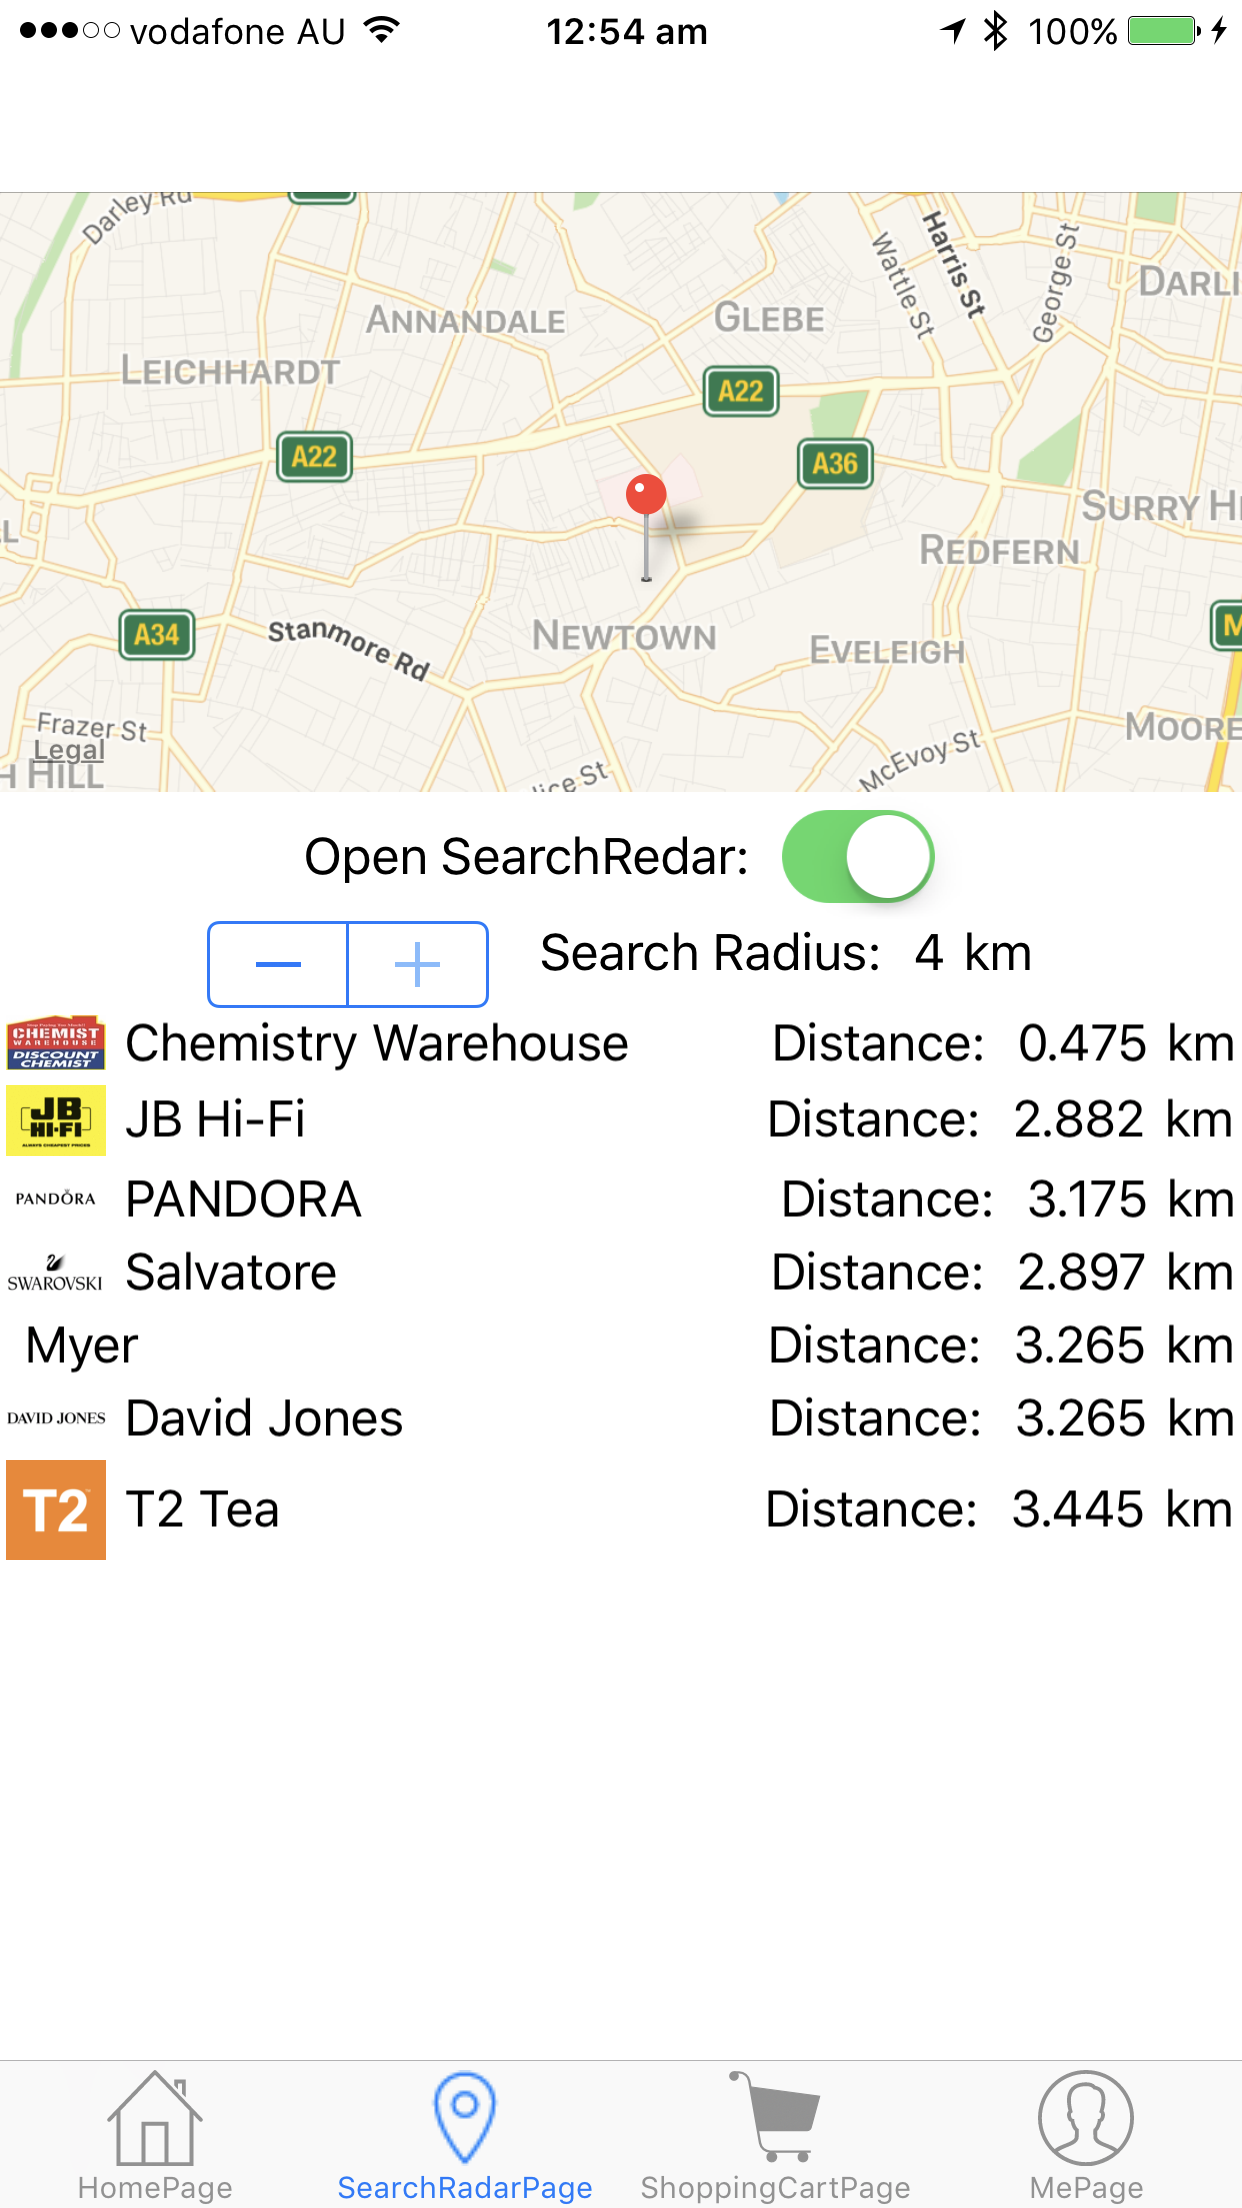 vodafone AU 12:54 am 100%
Darley Rd
Harris St
Wattle St
George St
DARLI
ANNANDALE
GLEBE
LEICHHARDT
A22
A22
A36
SURRY H
REDFERN
L
A34
Stanmore Rd
NEWTOWN
EVELEIGH
M
Frazer St
Legal
H HILL
lice St
McEvoy St
MOORE
Open SearchRedar:
Search Radius: 4 km
CHEMIST
WAREHOUSE
DISCOUNT
CHEMIST
Chemistry Warehouse Distance: 0.475 km
JB
HI-FI
ALWAYS CHEAPEST PRICES
JB Hi-Fi Distance: 2.882 km
PANDÓRA PANDORA Distance: 3.175 km
SWAROVSKI Salvatore Distance: 2.897 km
Myer Distance: 3.265 km
DAVID JONES David Jones Distance: 3.265 km
T2 T2 Tea Distance: 3.445 km
HomePage SearchRadarPage ShoppingCartPage MePage